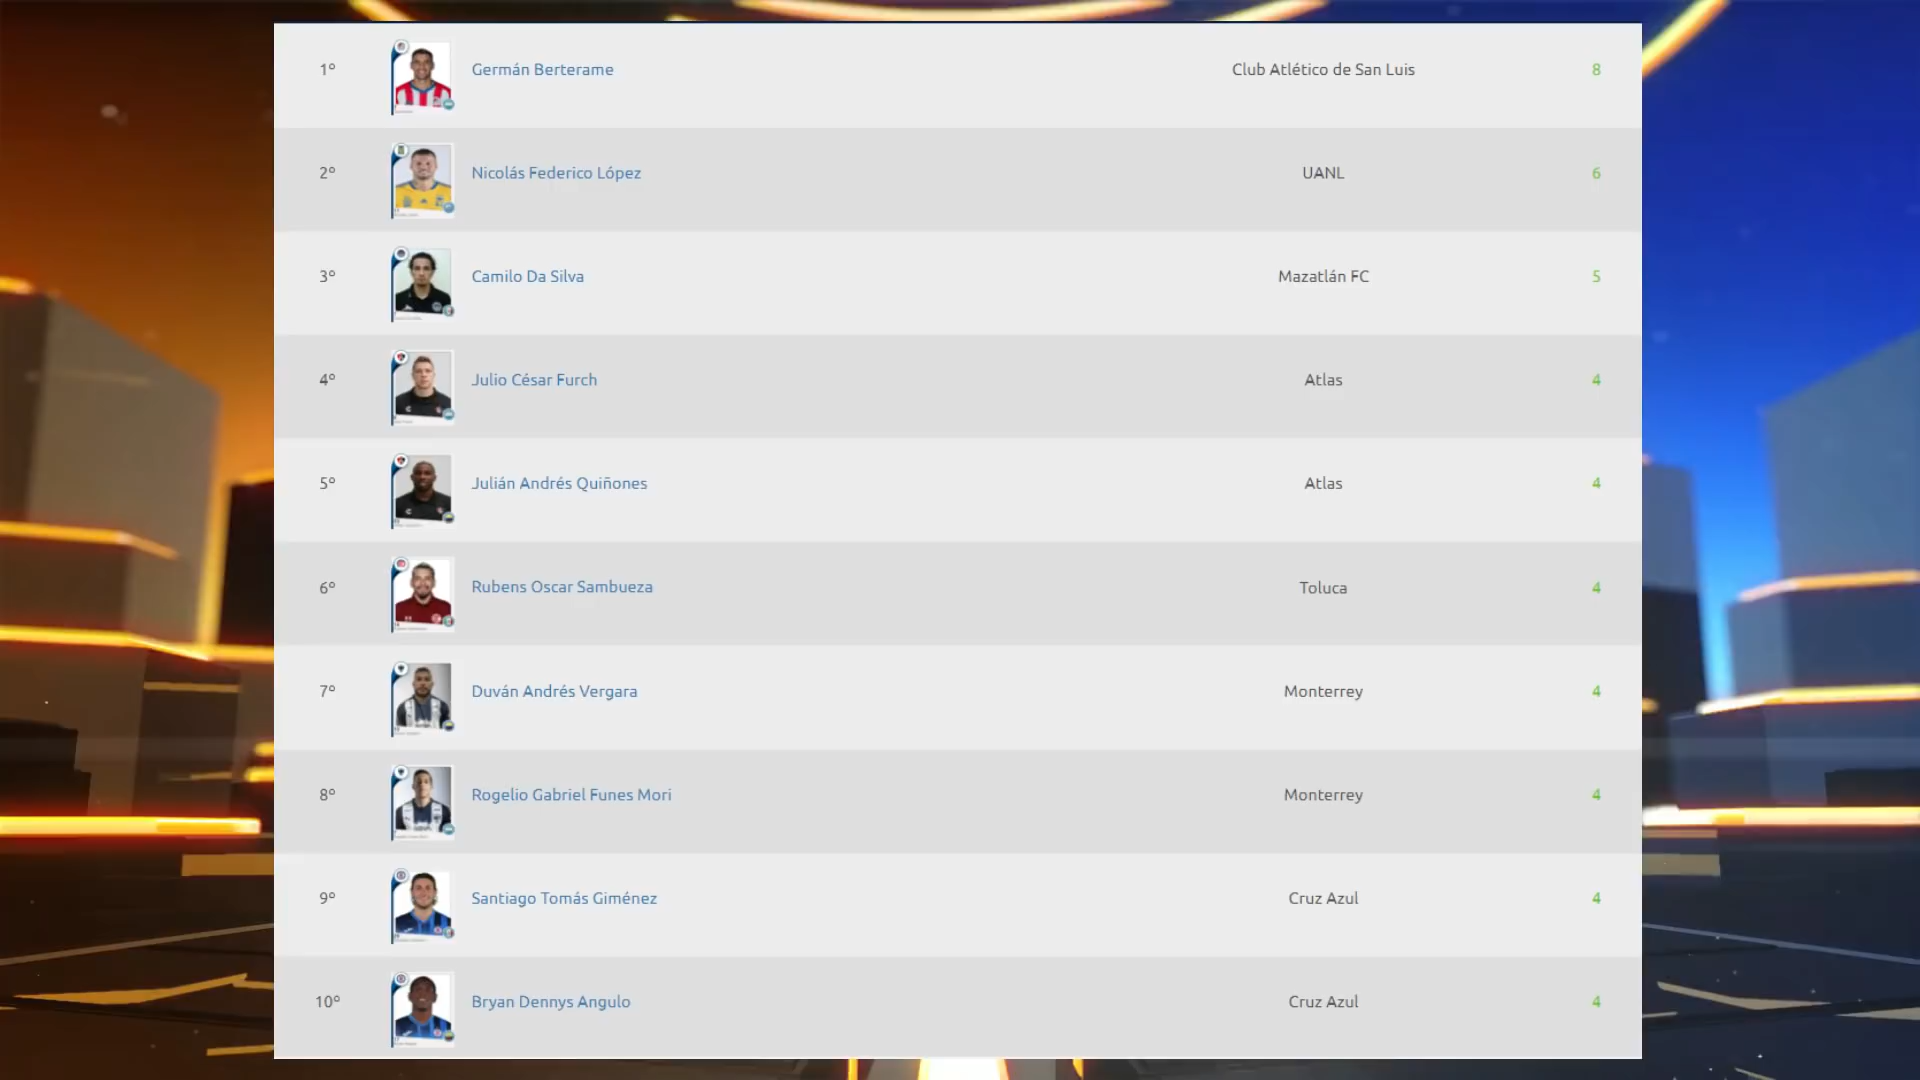 1º Germán Berterame Club Atlético de San Luis 8
2º Nicolás Federico López UANL 6
3º Camilo Da Silva Mazatlán FC 5
4º Julio César Furch Atlas 4
5º Julián Andrés Quiñones Atlas 4
6º Rubens Oscar Sambueza Toluca 4
7º Duván Andrés Vergara Monterrey 4
8º Rogelio Gabriel Funes Mori Monterrey 4
9º Santiago Tomás Giménez Cruz Azul 4
10º Bryan Dennys Angulo Cruz Azul 4